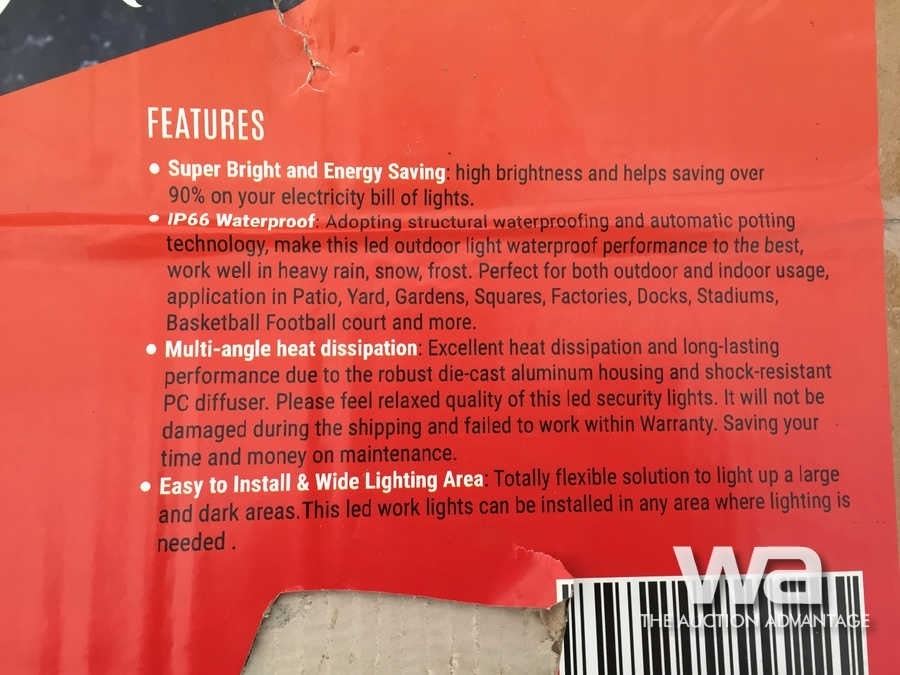 FEATURES
• Super Bright and Energy Saving: high brightness and helps saving over
90% on your electricity bill of lights.
• IP66 Waterproof: Adopting structural waterproofing and automatic potting
technology, make this led outdoor light waterproof performance to the best,
work well in heavy rain, snow, frost. Perfect for both outdoor and indoor usage,
application in Patio, Yard, Gardens, Squares, Factories, Docks, Stadiums,
Basketball Football court and more.
• Multi-angle heat dissipation: Excellent heat dissipation and long-lasting
performance due to the robust die-cast aluminum housing and shock-resistant
PC diffuser. Please feel relaxed quality of this led security lights. It will not be
damaged during the shipping and failed to work within Warranty. Saving your
time and money on maintenance.
• Easy to Install & Wide Lighting Area: Totally flexible solution to light up a large
and dark areas.This led work lights can be installed in any area where lighting is
needed .
wa
THE AUCTION ADVANTAGE